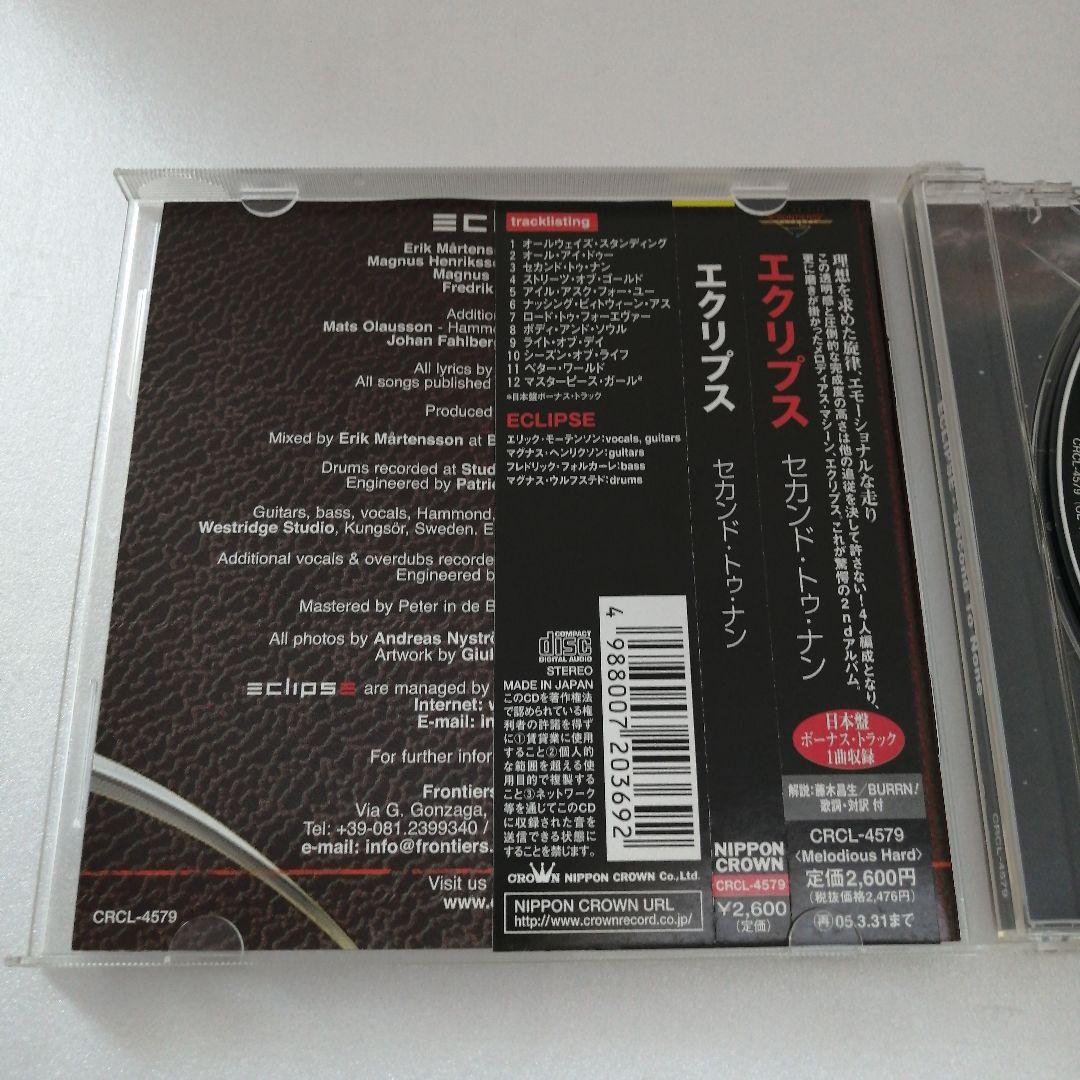 EC
Erik Mårtens
Magnus Henrikss
Magnus
Fredrik
Addition
Mats Olausson - Hamm
Johan Fahlber
All lyrics by
All songs published
Produced
Mixed by Erik Mårtensson at B
Drums recorded at Stud
Engineered by Patric
Guitars, bass, vocals, Hammond,
Westridge Studio, Kungsör, Sweden. E
Additional vocals & overdubs recorde
Engineered by
Mastered by Peter in de B
All photos by Andreas Nyströ
Artwork by Giul
eclipse are managed by
Internet: w
E-mail: in
For further infor
Frontiers
Via G. Gonzaga,
Tel: +39-081.2399340 /
e-mail: info@frontiers.
Visit us
www.e
CRCL-4579
tracklisting
1 オールウェイズ・スタンディング
2 オール・アイ・ドゥー
3 セカンド・トゥ・ナン
4 ストリーツ・オブ・ゴールド
5 アイル・アスク・フォー・ユー
6 ナッシング・ビィトウィーン・アス
7 ロード・トゥ・フォーエヴァー
8 ボディ・アンド・ソウル
9 ライト・オブ・デイ
10 シーズン・オブ・ライフ
11 ベター・ワールド
12 マスターピース・ガール*
*日本盤ボーナス・トラック
ECLIPSE
エリック・モーテンソン:vocals, guitars
マグナス・ヘンリクソン:guitars
フレドリック・フォルカーレ:bass
マグナス・ウルフステド:drums
COMPACT
disc
DIGITAL AUDIO
STEREO
MADE IN JAPAN
このCDを著作権法
で認められている権
利者の許諾を得ず
に①賃貸業に使用
すること②個人的
な範囲を超える使
用目的で複製する
こと③ネットワーク
等を通じてこのCD
に収録された音を
送信できる状態に
することを禁じます。
4 988007 203692
CROWN NIPPON CROWN Co.,Ltd.
NIPPON CROWN URL
http://www.crownrecord.co.jp/
エクリプス
セカンド・トゥ・ナン
NIPPON
CROWN
CRCL-4579
¥2,600
(定価)
理想を求めた旋律、エモーショナルな走り
この透明感と圧倒的な完成度の高さは他の追従を決して許さない！4人編成となり、
更に磨きが掛かったメロディアス・マシーン、エクリプス、これが驚愕の2ndアルバム。
エクリプス
セカンド・トゥ・ナン
日本盤
ボーナス・トラック
1曲収録
解説:藤木昌生/BURRN!
歌詞・対訳 付
CRCL-4579
〈Melodious Hard〉
定価2,600円
(税抜価格2,476円)
再05.3.31まで
Eclipse Second To None
CRCL-4579
CRCL-4579